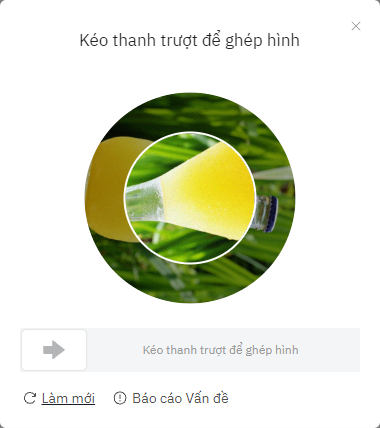 Kéo thanh trượt để ghép hình
Kéo thanh trượt để ghép hình
Làm mới
Báo cáo Vấn đề